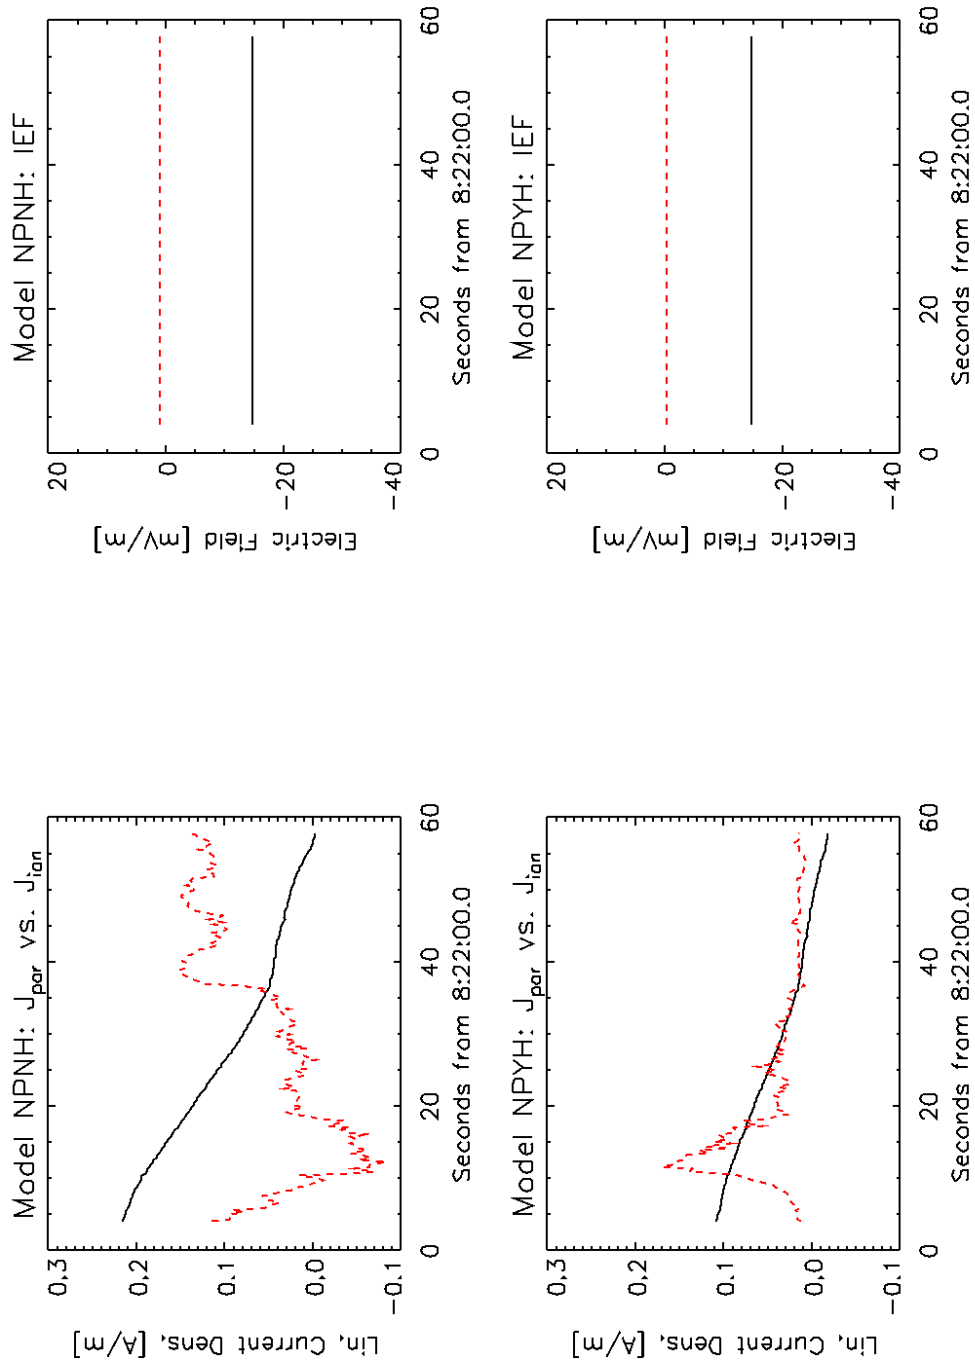 Model NPNH: J_par vs. J_ion
Lin. Current Dens. [A/m]
0.3
0.2
0.1
0.0
-0.1
0 20 40 60
Seconds from 8:22:00.0
Model NPNH: IEF
Electric Field [mV/m]
20
0
-20
-40
0 20 40 60
Seconds from 8:22:00.0
Model NPYH: J_par vs. J_ion
Lin. Current Dens. [A/m]
0.3
0.2
0.1
0.0
-0.1
0 20 40 60
Seconds from 8:22:00.0
Model NPYH: IEF
Electric Field [mV/m]
20
0
-20
-40
0 20 40 60
Seconds from 8:22:00.0